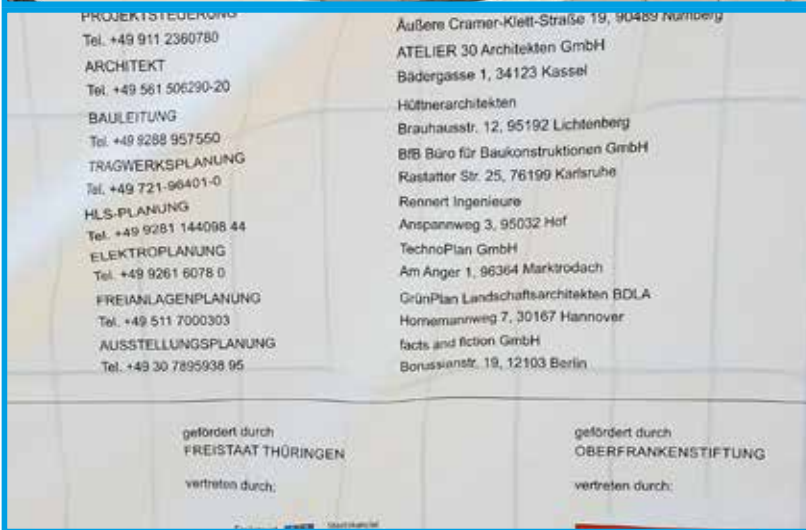 PROJEKTSTEUERUNG
Tel. +49 911 2360780
Äußere Cramer-Klett-Straße 19, 90489 Nürnberg
ARCHITEKT
Tel. +49 561 506290-20
ATELIER 30 Architekten GmbH
Bädergasse 1, 34123 Kassel
BAULEITUNG
Tel. +49 9288 957550
Hüttnerarchitekten
Brauhausstr. 12, 95192 Lichtenberg
TRAGWERKSPLANUNG
Tel. +49 721-96401-0
BfB Büro für Baukonstruktionen GmbH
Rastatter Str. 25, 76199 Karlsruhe
HLS-PLANUNG
Tel. +49 9281 144098 44
Rennert Ingenieure
Anspannweg 3, 95032 Hof
ELEKTROPLANUNG
Tel. +49 9261 6078 0
TechnoPlan GmbH
Am Anger 1, 96364 Marktrodach
FREIANLAGENPLANUNG
Tel. +49 511 7000303
GrünPlan Landschaftsarchitekten BDLA
Hornemannweg 7, 30167 Hannover
AUSSTELLUNGSPLANUNG
Tel. +49 30 7895938 95
facts and fiction GmbH
Borussianstr. 19, 12103 Berlin
gefördert durch
FREISTAAT THÜRINGEN
vertreten durch:
gefördert durch
OBERFRANKENSTIFTUNG
vertreten durch: